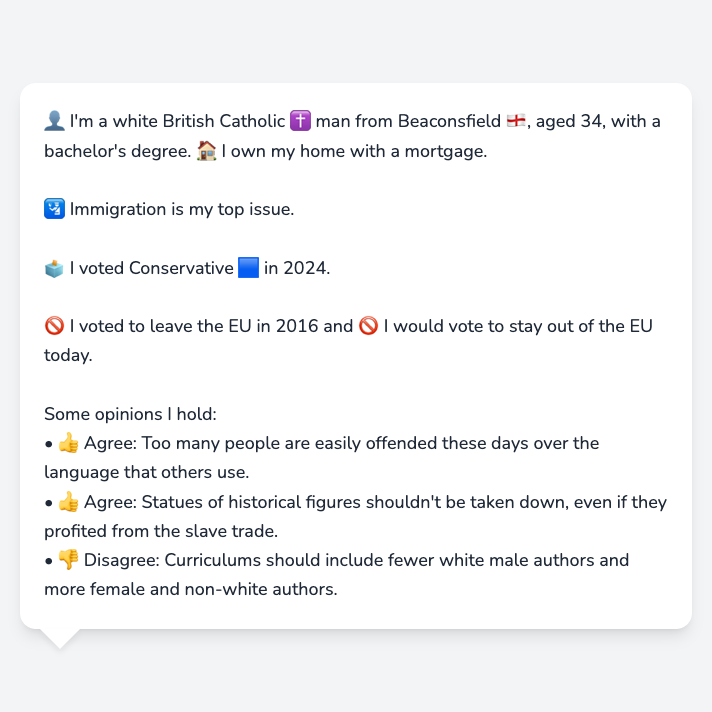 👤 I'm a white British Catholic ✝️ man from Beaconsfield 🏴󠁧󠁢󠁥󠁮󠁧󠁿, aged 34, with a
bachelor's degree. 🏠 I own my home with a mortgage.
🛂 Immigration is my top issue.
🗳️ I voted Conservative 🟦 in 2024.
🚫 I voted to leave the EU in 2016 and 🚫 I would vote to stay out of the EU
today.
Some opinions I hold:
• 👍 Agree: Too many people are easily offended these days over the
language that others use.
• 👍 Agree: Statues of historical figures shouldn't be taken down, even if they
profited from the slave trade.
• 👎 Disagree: Curriculums should include fewer white male authors and
more female and non-white authors.